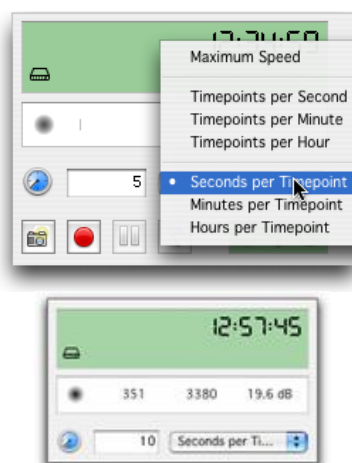 Maximum Speed
Timepoints per Second
Timepoints per Minute
Timepoints per Hour
5
• Seconds per Timepoint
Minutes per Timepoint
Hours per Timepoint
12:57:45
351 3380 19.6 dB
10 Seconds per Ti...